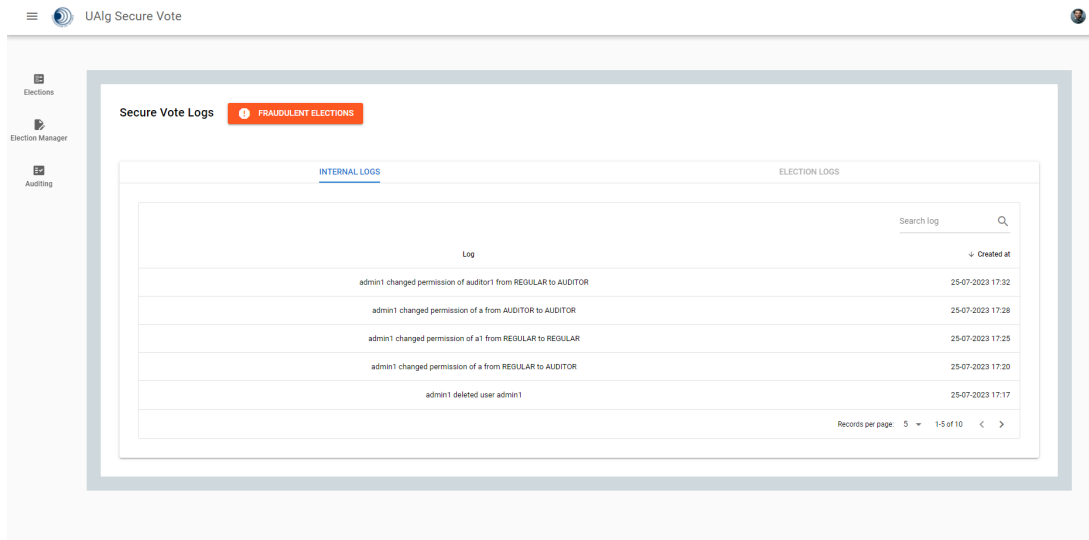 UAlg Secure Vote
Elections
Election Manager
Auditing
Secure Vote Logs
FRAUDULENT ELECTIONS
INTERNAL LOGS
ELECTION LOGS
Search log
Log
Created at
admin1 changed permission of auditor1 from REGULAR to AUDITOR
25-07-2023 17:32
admin1 changed permission of a from AUDITOR to AUDITOR
25-07-2023 17:28
admin1 changed permission of a1 from REGULAR to REGULAR
25-07-2023 17:25
admin1 changed permission of a from REGULAR to AUDITOR
25-07-2023 17:20
admin1 deleted user admin1
25-07-2023 17:17
Records per page: 5 1-5 of 10